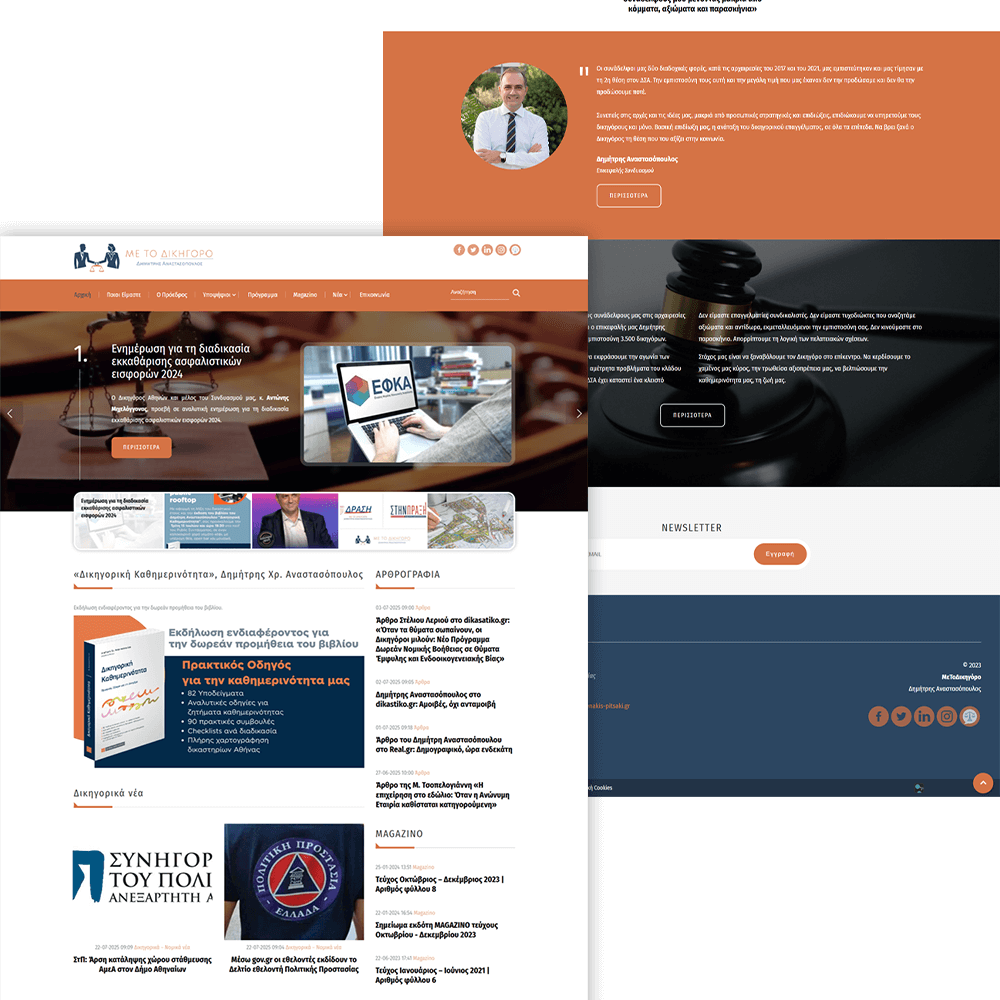 κόμματα, αξιώματα και παρασκήνια»
"
Οι συνάδελφοι μας δύο διαδοχικές φορές, κατά τις αρχαιρεσίες του 2017 και του 2021, μας εμπιστεύτηκαν και μας τίμησαν με
τη 2η θέση στον ΔΣΑ. Την εμπιστοσύνη τους αυτή και την μεγάλη τιμή που μας έκαναν δεν την προδώσαμε και δεν θα την
προδώσουμε ποτέ.
Συνεπείς στις αρχές και τις ιδέες μας, μακριά από προσωπικές στρατηγικές και επιδιώξεις, επιδιώκουμε να υπηρετούμε τους
δικηγόρους και μόνο. Βασική επιδίωξη μας, η ανάταξη του δικηγορικού επαγγέλματος, σε όλα τα επίπεδα. Να βρει ξανά ο
δικηγόρος τη θέση που του αξίζει στην κοινωνία.
Δημήτρης Αναστασόπουλος
Επικεφαλής Συνδυασμού
ΠΕΡΙΣΣΟΤΕΡΑ
ΜΕ ΤΟ ΔΙΚΗΓΟΡΟ
ΔΗΜΗΤΡΗΣ ΑΝΑΣΤΑΣΟΠΟΥΛΟΣ
Αρχική
Ποιοι Είμαστε
Ο Πρόεδρος
Υποψήφιοι
Πρόγραμμα
Magazino
Νέα
Επικοινωνία
Αναζήτηση
1.
Ενημέρωση για τη διαδικασία
εκκαθάρισης ασφαλιστικών
εισφορών 2024
Ο Δικηγόρος Αθηνών και μέλος του Συνδυασμού μας, κ. Αντώνης
Μιχελόγγονας, προέβη σε αναλυτική ενημέρωση για τη διαδικασία
εκκαθάρισης ασφαλιστικών εισφορών 2024.
ΠΕΡΙΣΣΟΤΕΡΑ
ΕΦΚΑ
ς συνάδελφους μας στις αρχαιρεσίες
ι ο επικεφαλής μας Δημήτρης
μπιστοσύνη 3.500 δικηγόρων.
να εκφράσουμε την αγωνία των
αμέτρητα προβλήματα του κλάδου
ΔΣΑ έχει καταστεί ένα κλειστό
Δεν είμαστε επαγγελματίες συνδικαλιστές. Δεν είμαστε τυχοδιώκτες που αναζητάμε
αξιώματα και αντίδωρα, εκμεταλλευόμενοι την εμπιστοσύνη σας. Δεν κινούμαστε στο
παρασκήνιο. Απορρίπτουμε τη λογική των πελατειακών σχέσεων.
Στόχος μας είναι να ξαναβάλουμε τον Δικηγόρο στο επίκεντρο. Να κερδίσουμε το
χαμένος μας κύρος, την τρωθείσα αξιοπρέπεια μας, να βελτιώσουμε την
καθημερινότητα μας, τη ζωή μας.
ΠΕΡΙΣΣΟΤΕΡΑ
Ενημέρωση για τη διαδικασία
εκκαθάρισης ασφαλιστικών
εισφορών 2024
rooftop
ΔΡΑΣΗ
ΣΤΗΝ ΠΡΑΞΗ
ΜΕ ΤΟ ΔΙΚΗΓΟΡΟ
NEWSLETTER
MAIL
Εγγραφή
«Δικηγορική Καθημερινότητα», Δημήτρης Χρ. Αναστασόπουλος
Εκδήλωση ενδιαφέροντος για την δωρεάν προμήθεια του βιβλίου.
Εκδήλωση ενδιαφέροντος για
την δωρεάν προμήθεια του βιβλίου
Δικηγορική
Καθημερινότητα
Πρακτικός Οδηγός
για την καθημερινότητα μας
• 82 Υποδείγματα
• Αναλυτικές οδηγίες για
ζητήματα καθημερινότητας
• 90 πρακτικές συμβουλές
• Checklists ανά διαδικασία
• Πλήρης χαρτογράφηση
δικαστηρίων Αθήνας
ΑΡΘΡΟΓΡΑΦΙΑ
03-07-2025 09:00 Άρθρα
Άρθρο Στέλιου Λεριού στο dikasatiko.gr:
«Όταν τα θύματα σωπαίνουν, οι
Δικηγόροι μιλούν: Νέο Πρόγραμμα
Δωρεάν Νομικής Βοήθειας σε Θύματα
Έμφυλης και Ενδοοικογενειακής Βίας»
02-07-2025 09:05 Άρθρα
Δημήτρης Αναστασόπουλος στο
dikastiko.gr: Αμοιβές, όχι ανταμοιβή
01-07-2025 09:18 Άρθρα
Άρθρο του Δημήτρη Αναστασόπουλου
στο Real.gr: Δημογραφικό, ώρα ενδεκάτη
27-06-2025 10:00 Άρθρα
Άρθρο της Μ. Τσοπελογιάννη «Η
επιχείρηση στο εδώλιο: Όταν η Ανώνυμη
Εταιρία καθίσταται κατηγορούμενη»
Δικηγορικά νέα
ΣΥΝΗΓΟΡ
ΤΟΥ ΠΟΛΙ
ΑΝΕΞΑΡΤΗΤΗ Α
ΠΟΛΙΤΙΚΗ ΠΡΟΣΤΑΣΙΑ
ΕΛΛΑΔΑ
22-07-2025 09:09 Δικηγορικά - Νομικά νέα
ΣτΠ: Άρση κατάληψης χώρου στάθμευσης
ΑμεΑ στον Δήμο Αθηναίων
22-07-2025 09:04 Δικηγορικά - Νομικά νέα
Μέσω gov.gr οι εθελοντές εκδίδουν το
Δελτίο εθελοντή Πολιτικής Προστασίας
MAGAZINO
25-01-2024 13:51 Magazino
Τεύχος Οκτώβριος – Δεκέμβριος 2023 |
Αριθμός φύλλου 8
22-01-2024 16:54 Magazino
Σημείωμα εκδότη MAGAZINO τεύχους
Οκτωβρίου - Δεκεμβρίου 2023
22-06-2023 17:41 Magazino
Τεύχος Ιανουάριος – Ιούνιος 2021 |
Αριθμός φύλλου 6
© 2023
ΜεΤοΔικηγόρο
Δημήτρης Αναστασόπουλος
nakis-pitsaki.gr
ή Cookies